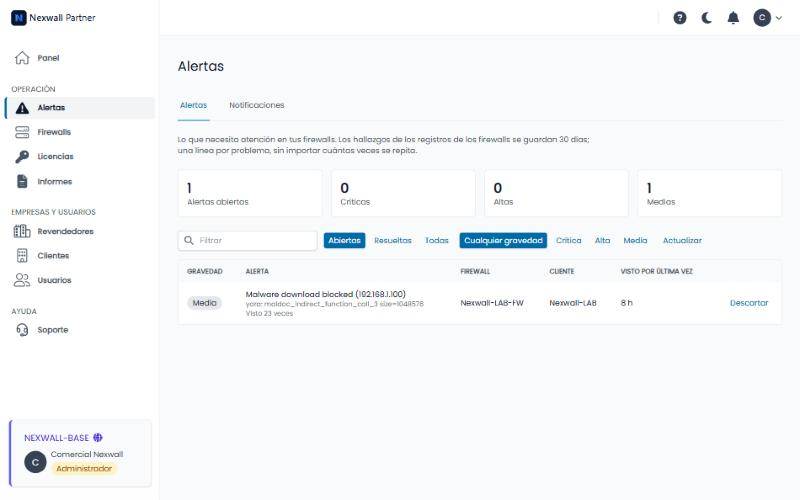 N Nexwall Partner
C
Panel
OPERACIÓN
Alertas
Firewalls
Licencias
Informes
EMPRESAS Y USUARIOS
Revendedores
Clientes
Usuarios
AYUDA
Soporte
NEXWALL-BASE
C Comercial Nexwall
Administrador
Alertas
Alertas Notificaciones
Lo que necesita atención en tus firewalls. Los hallazgos de los registros de los firewalls se guardan 30 días;
una línea por problema, sin importar cuántas veces se repita.
1 0 0 1
Alertas abiertas Críticas Altas Medias
Filtrar Abiertas Resueltas Todas Cualquier gravedad Crítica Alta Media Actualizar
GRAVEDAD ALERTA FIREWALL CLIENTE VISTO POR ÚLTIMA VEZ
Malware download blocked (192.168.1.100)
Media yara: maldoc_indirect_function_call_3 size=1048576 Nexwall-LAB-FW Nexwall-LAB 8 h Descartar
Visto 23 veces